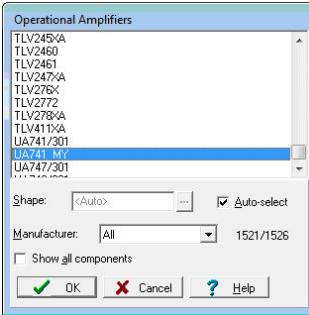 Operational Amplifiers
TLV245XA
TLV2460
TLV2461
TLV247XA
TLV276X
TLV2772
TLV278XA
TLV411XA
UA741/301
UA741_MY
UA747/301
Shape: <Auto> ... Auto-select
Manufacturer: All 1521/1526
Show all components
OK Cancel ? Help